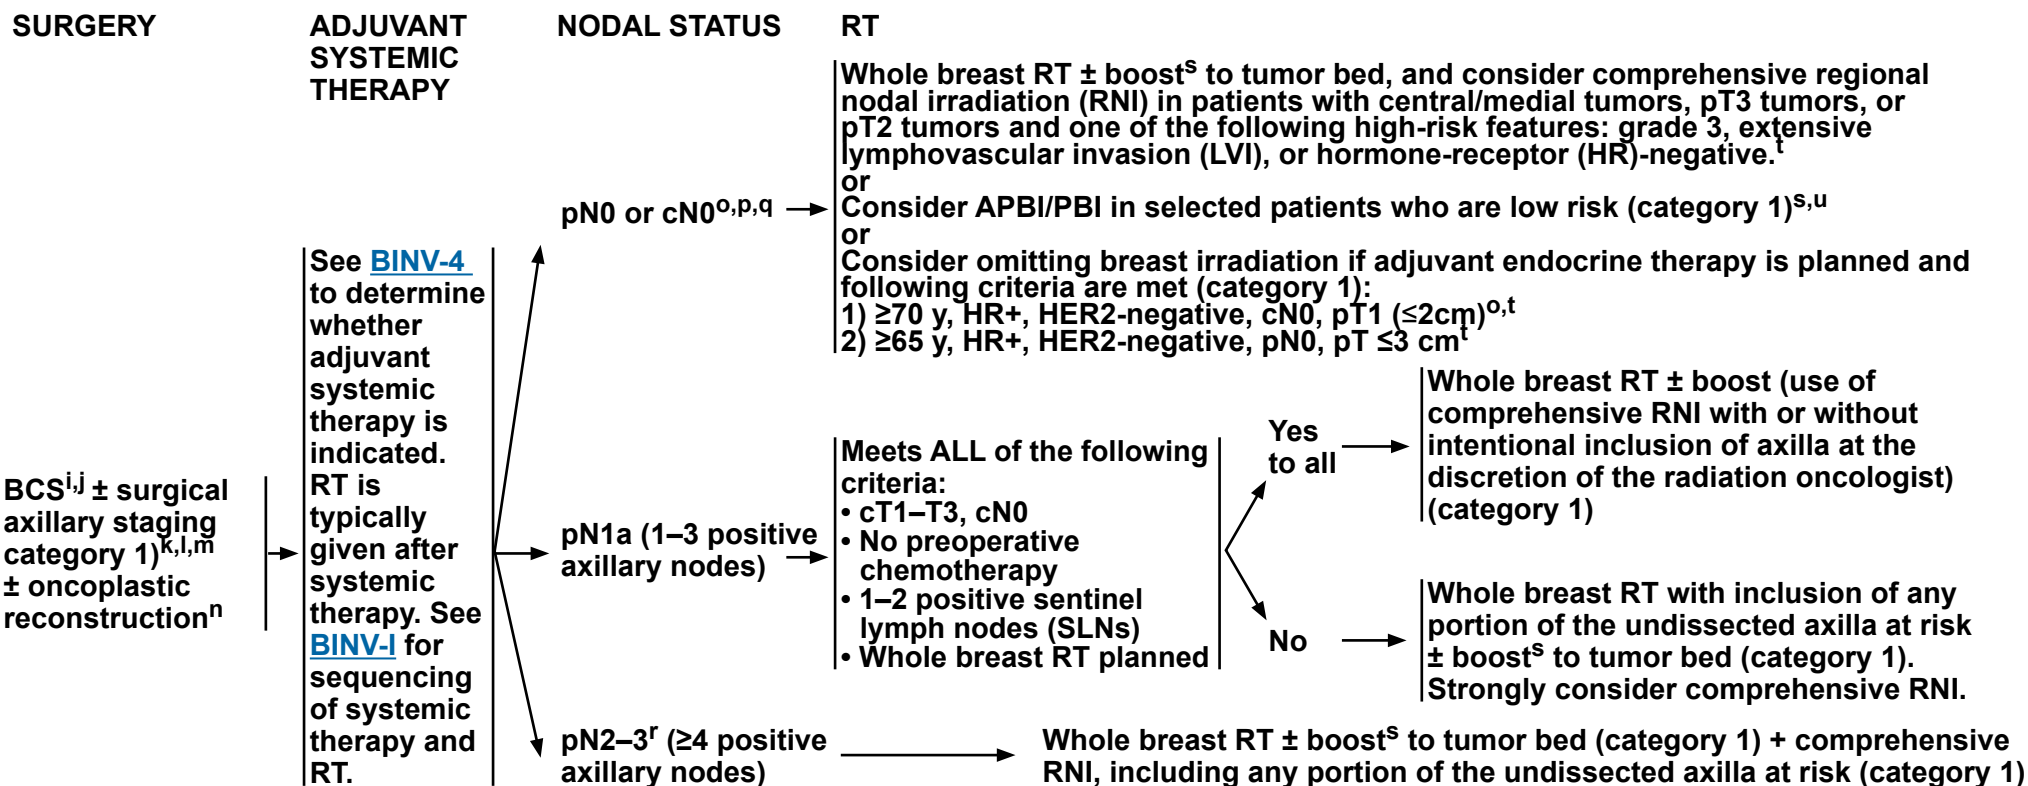 SURGERY
ADJUVANT
SYSTEMIC
THERAPY
NODAL STATUS
RT
BCSi,j ± surgical
axillary staging
category 1)k,l,m
± oncoplastic
reconstructionn
See BINV-4
to determine
whether
adjuvant
systemic
therapy is
indicated.
RT is
typically
given after
systemic
therapy. See
BINV-I for
sequencing
of systemic
therapy and
RT.
pN0 or cN0o,p,q
Whole breast RT ± boosts to tumor bed, and consider comprehensive regional
nodal irradiation (RNI) in patients with central/medial tumors, pT3 tumors, or
pT2 tumors and one of the following high-risk features: grade 3, extensive
lymphovascular invasion (LVI), or hormone-receptor (HR)-negative.t
or
Consider APBI/PBI in selected patients who are low risk (category 1)s,u
or
Consider omitting breast irradiation if adjuvant endocrine therapy is planned and
following criteria are met (category 1):
1) ≥70 y, HR+, HER2-negative, cN0, pT1 (≤2cm)o,t
2) ≥65 y, HR+, HER2-negative, pN0, pT ≤3 cmt
pN1a (1–3 positive
axillary nodes)
Meets ALL of the following
criteria:
• cT1–T3, cN0
• No preoperative
chemotherapy
• 1–2 positive sentinel
lymph nodes (SLNs)
• Whole breast RT planned
Yes
to all
Whole breast RT ± boost (use of
comprehensive RNI with or without
intentional inclusion of axilla at the
discretion of the radiation oncologist)
(category 1)
No
Whole breast RT with inclusion of any
portion of the undissected axilla at risk
± boosts to tumor bed (category 1).
Strongly consider comprehensive RNI.
pN2–3r (≥4 positive
axillary nodes)
Whole breast RT ± boosts to tumor bed (category 1) + comprehensive
RNI, including any portion of the undissected axilla at risk (category 1)